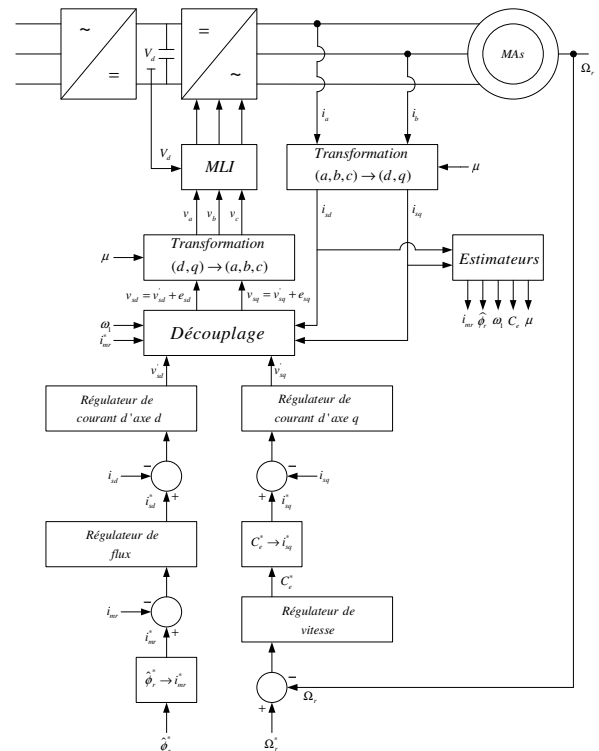 ~
=
V_d
=
~
MAs
Ω_r
i_a
i_b
V_d
MLI
Transformation
(a,b,c) → (d,q)
μ
v_a
v_b
v_c
i_sd
i_sq
μ
Transformation
(d,q) → (a,b,c)
Estimateurs
v_sd = v'_sd + e_sd
v_sq = v'_sq + e_sq
i_mr
φ̂_r
ω_1
C_e
μ
ω_1
i*_mr
Découplage
v'_sd
v'_sq
Régulateur de
courant d'axe d
Régulateur de
courant d'axe q
i_sd
−
+
i*_sd
−
i_sq
+
i*_sq
Régulateur de
flux
C*_e → i*_sq
C*_e
i_mr
−
+
i*_mr
Régulateur de
vitesse
φ̂*_r → i*_mr
−
+
Ω_r
φ̂*_r
Ω*_r